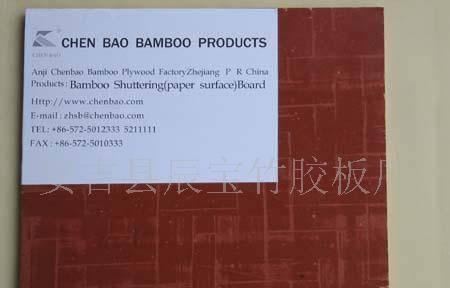 CHEN BAO BAMBOO PRODUCTS
CHEN BAO
Anji Chenbao Bamboo Plywood FactoryZhejiang P R China
Products: Bamboo Shuttering(paper surface)Board
Http://www.chenbao.com
E-mail: zhsb@chenbao.com
TEL: +86-572-5012333 5211111
FAX: +86-572-5010333
安吉县辰宝竹胶板厂